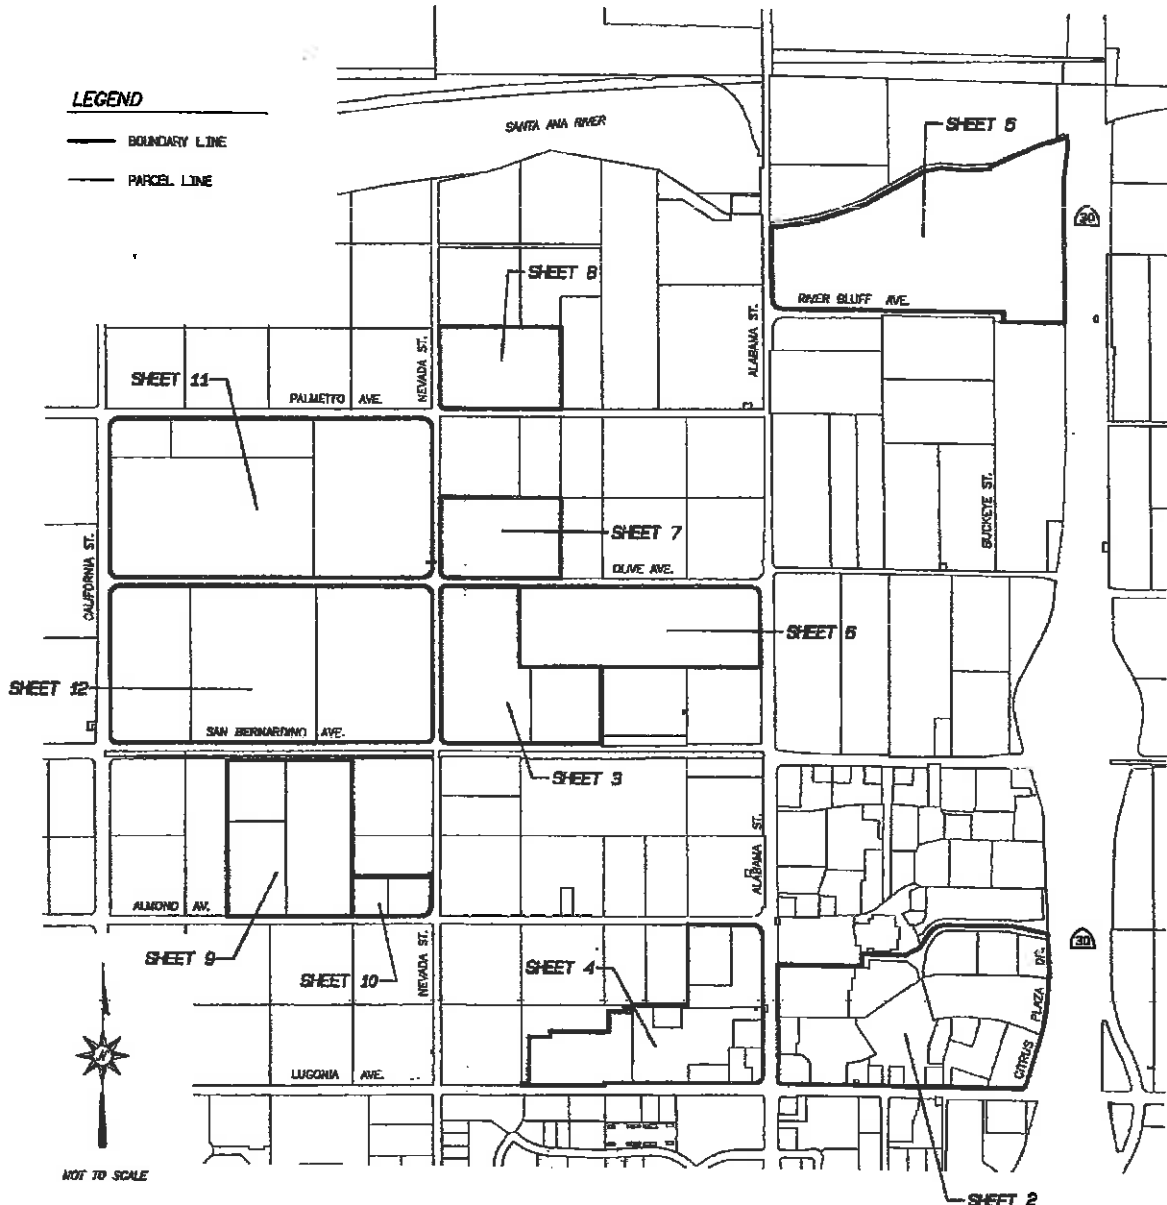 LEGEND
BOUNDARY LINE
PARCEL LINE
SANTA ANA RIVER
SHEET 5
30
SHEET 8
RIVER BLUFF AVE.
NEVADA ST.
ALABAMA ST.
SHEET 11
PALMETTO AVE.
CALIFORNIA ST.
SHEET 7
OLIVE AVE.
BUCKEYE ST.
SHEET 6
SHEET 12
SAN BERNARDINO AVE.
SHEET 3
ALABAMA ST.
ALMOND AV.
SHEET 9
SHEET 10
NEVADA ST.
SHEET 4
30
CITRUS PLAZA DR.
N
LUGONIA AVE.
NOT TO SCALE
SHEET 2